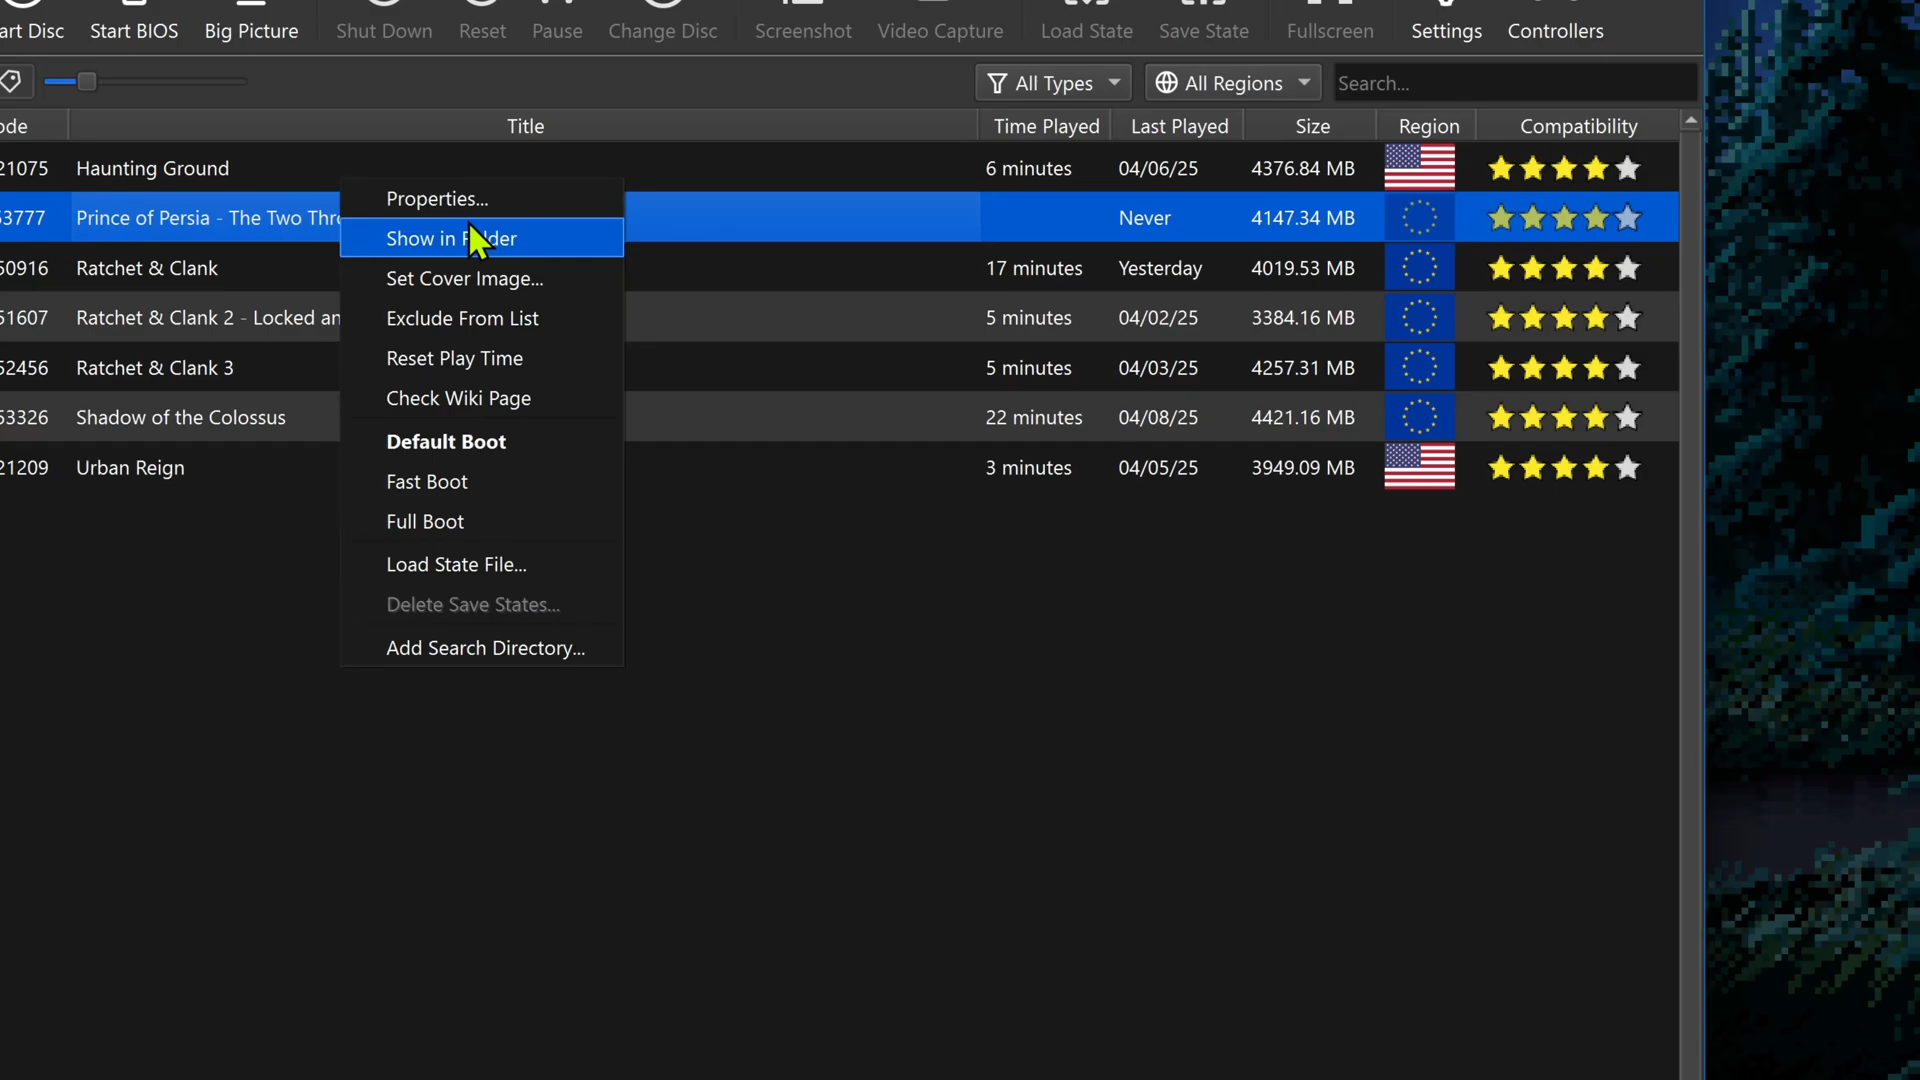 art Disc Start BIOS Big Picture Shut Down Reset Pause Change Disc Screenshot Video Capture Load State Save State Fullscreen Settings Controllers
All Types All Regions Search...
ode Title Time Played Last Played Size Region Compatibility
21075 Haunting Ground 6 minutes 04/06/25 4376.84 MB
53777 Prince of Persia - The Two Thr Never 4147.34 MB
50916 Ratchet & Clank 17 minutes Yesterday 4019.53 MB
51607 Ratchet & Clank 2 - Locked an 5 minutes 04/02/25 3384.16 MB
52456 Ratchet & Clank 3 5 minutes 04/03/25 4257.31 MB
53326 Shadow of the Colossus 22 minutes 04/08/25 4421.16 MB
21209 Urban Reign 3 minutes 04/05/25 3949.09 MB
Properties...
Show in Folder
Set Cover Image...
Exclude From List
Reset Play Time
Check Wiki Page
Default Boot
Fast Boot
Full Boot
Load State File...
Delete Save States...
Add Search Directory...